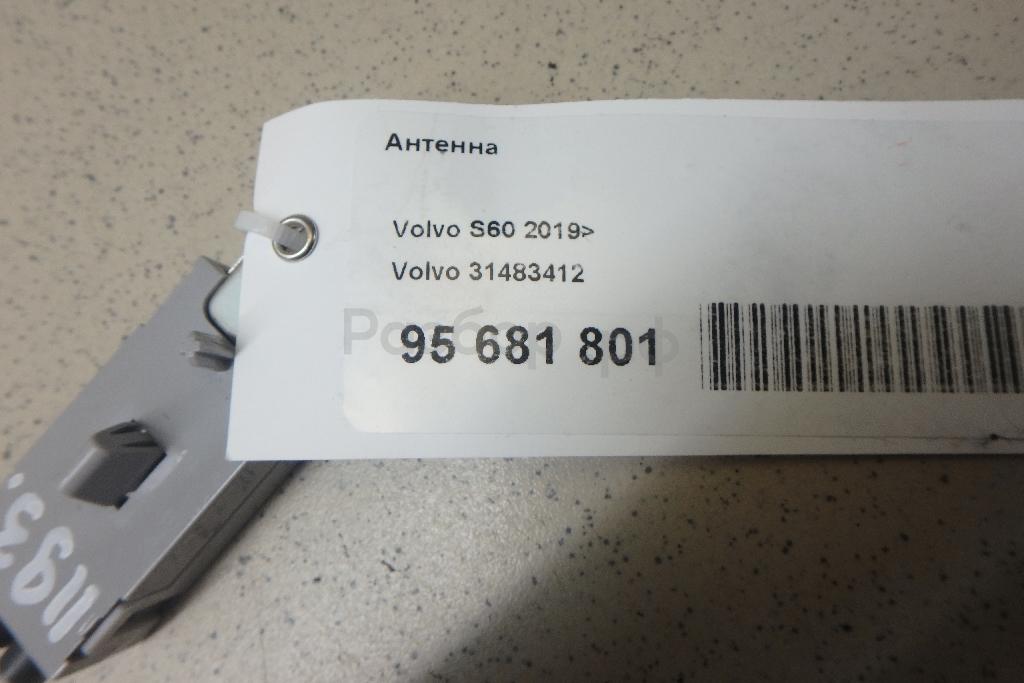 Антенна
Volvo S60 2019>
Volvo 31483412
95 681 801